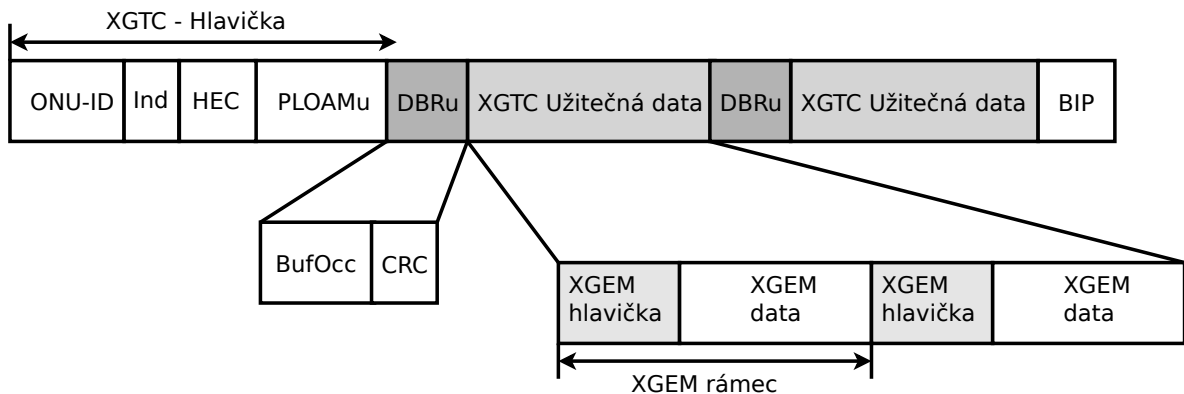 XGTC - Hlavička
ONU-ID Ind HEC PLOAMu DBRu XGTC Užitečná data DBRu XGTC Užitečná data BIP
BufOcc CRC
XGEM hlavička
XGEM data
XGEM hlavička
XGEM data
XGEM rámec